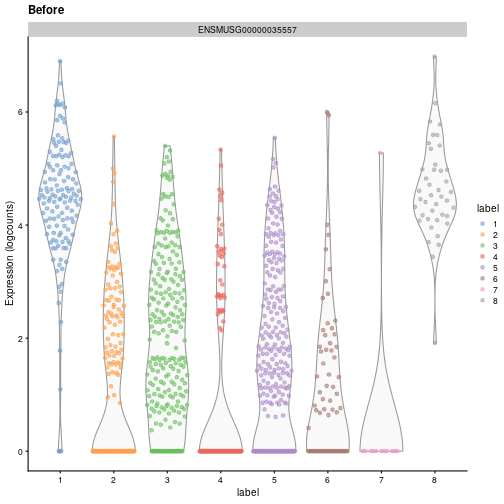 Before
ENSMUSG00000035557
Expression (logcounts)
6
4
2
0
1 2 3 4 5 6 7 8
label
label
1
2
3
4
5
6
7
8